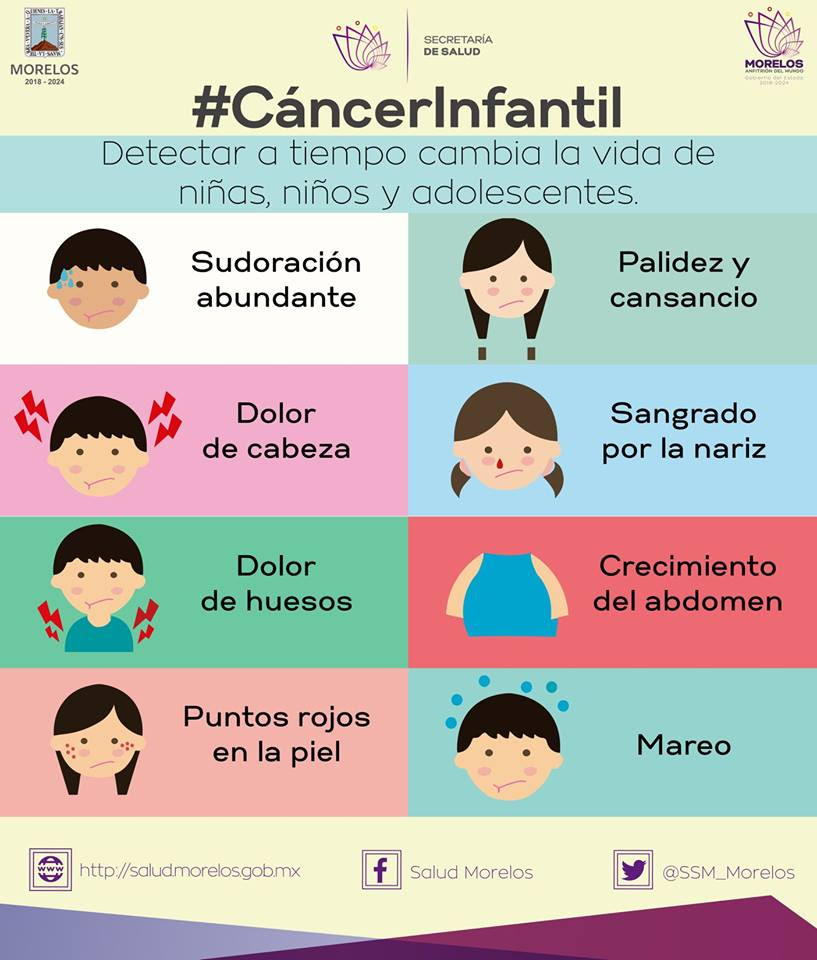 MORELOS
2018 - 2024
SECRETARÍA
DE SALUD
MORELOS
ANFITRIÓN DEL MUNDO
Gobierno del Estado
2018-2024
#CáncerInfantil
Detectar a tiempo cambia la vida de
niñas, niños y adolescentes.
Sudoración
abundante
Palidez y
cansancio
Dolor
de cabeza
Sangrado
por la nariz
Dolor
de huesos
Crecimiento
del abdomen
Puntos rojos
en la piel
Mareo
www
http://salud.morelos.gob.mx
Salud Morelos
@SSM_Morelos